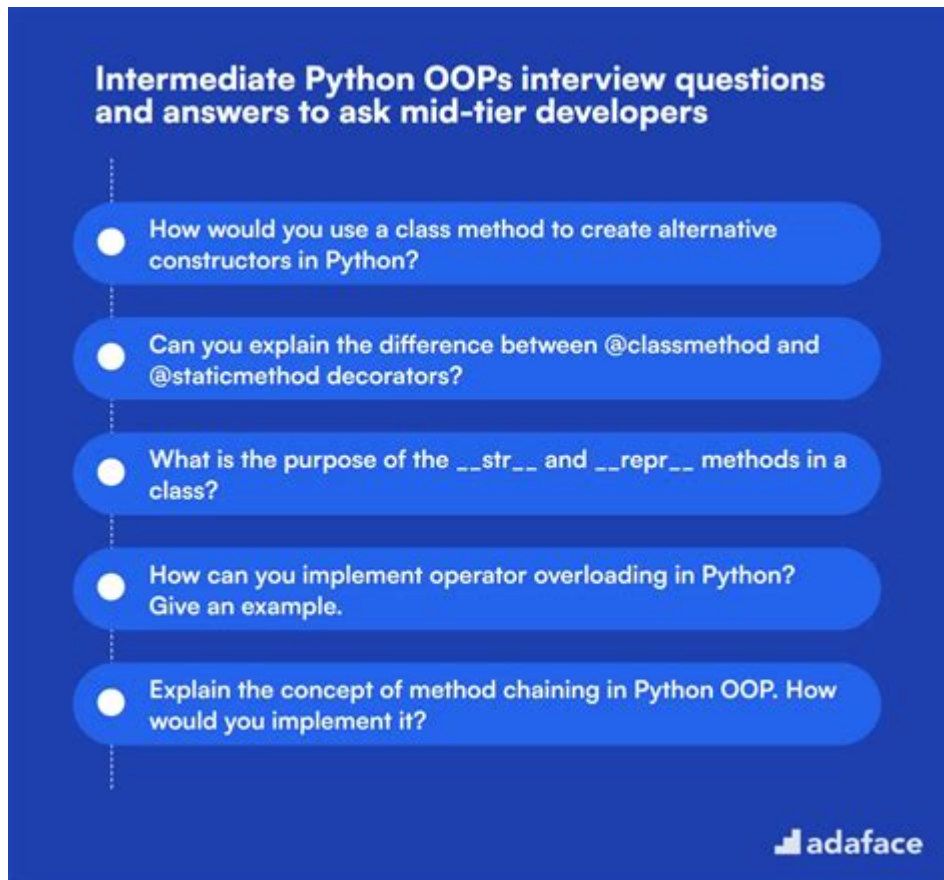 Intermediate Python OOPs interview questions
and answers to ask mid-tier developers
How would you use a class method to create alternative
constructors in Python?
Can you explain the difference between @classmethod and
@staticmethod decorators?
What is the purpose of the __str__ and __repr__ methods in a
class?
How can you implement operator overloading in Python?
Give an example.
Explain the concept of method chaining in Python OOP. How
would you implement it?
adaface